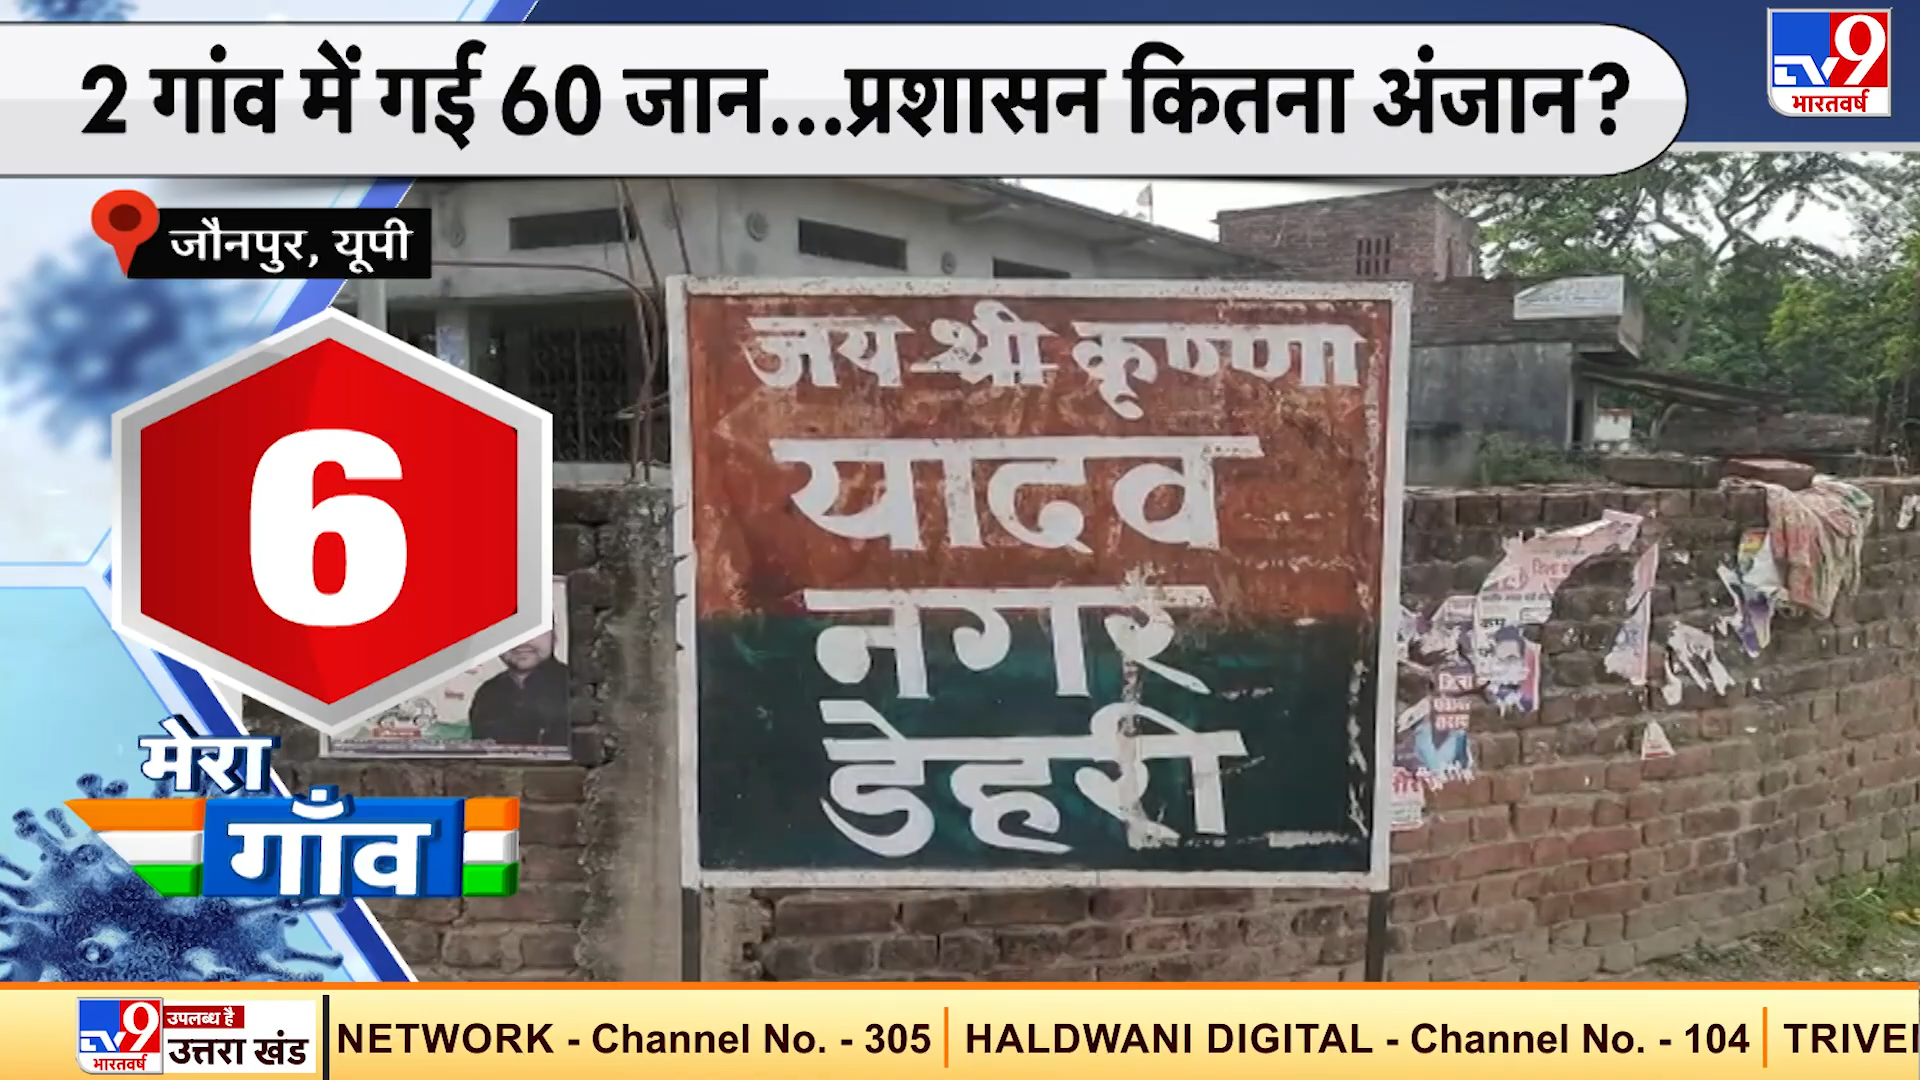 2 गांव में गई 60 जान...प्रशासन कितना अंजान?
TV9
भारतवर्ष
जौनपुर, यूपी
6
जय श्री कृष्णा
यादव
नगर
डेहरी
मेरा
गाँव
TV9
भारतवर्ष
उपलब्ध है
उत्तरा खंड
NETWORK - Channel No. - 305 | HALDWANI DIGITAL - Channel No. - 104 | TRIVE